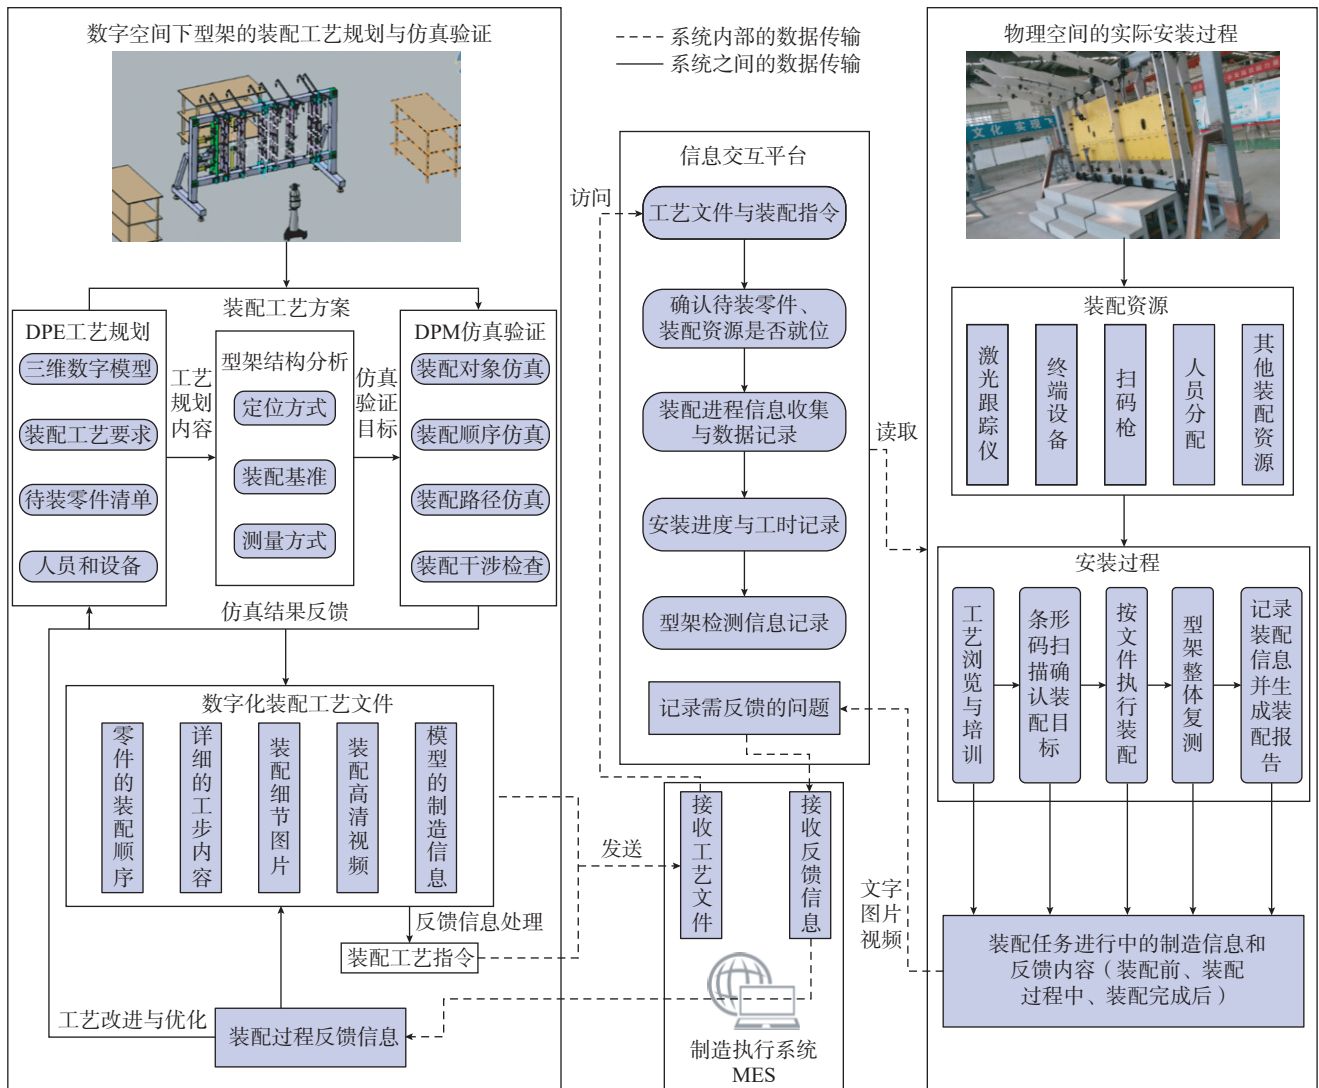 数字空间下型架的装配工艺规划与仿真验证
装配工艺方案
DPE工艺规划
三维数字模型
装配工艺要求
待装零件清单
人员和设备
工艺
规划
内容
型架结构分析
定位方式
装配基准
测量方式
仿真
验证
目标
DPM仿真验证
装配对象仿真
装配顺序仿真
装配路径仿真
装配干涉检查
仿真结果反馈
数字化装配工艺文件
零件的装配顺序
详细的工步内容
装配细节图片
装配高清视频
模型的制造信息
反馈信息处理
装配工艺指令
工艺改进与优化
装配过程反馈信息
系统内部的数据传输
系统之间的数据传输
访问
信息交互平台
工艺文件与装配指令
确认待装零件、
装配资源是否就位
装配进程信息收集
与数据记录
安装进度与工时记录
型架检测信息记录
记录需反馈的问题
发送
接收工艺文件
接收反馈信息
制造执行系统
MES
读取
文字
图片
视频
物理空间的实际安装过程
文化 实现飞
装配资源
激光跟踪仪
终端设备
扫码枪
人员分配
其他装配资源
安装过程
工艺浏览与培训
条形
码扫
描确
认装
配目
标
按文件执行装配
型架整体复测
记录
装配
信息
并生
成装
配报
告
装配任务进行中的制造信息和
反馈内容（装配前、装配
过程中、装配完成后）